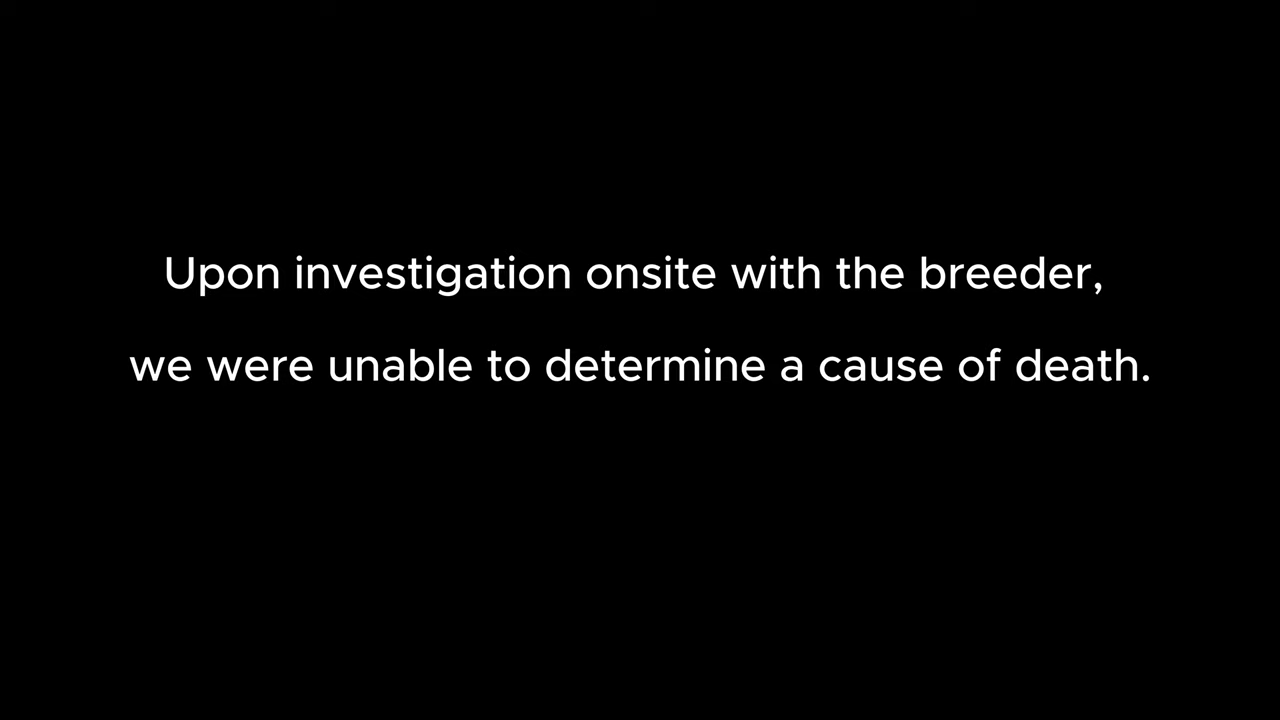 Upon investigation onsite with the breeder,
we were unable to determine a cause of death.